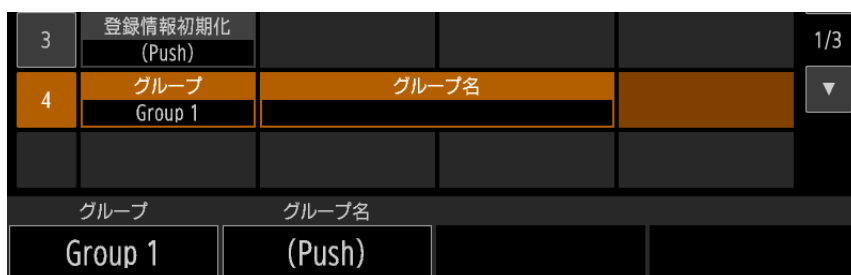 3
登録情報初期化
(Push)
1/3
4
グループ
グループ名
▼
Group 1
グループ
グループ名
Group 1
(Push)